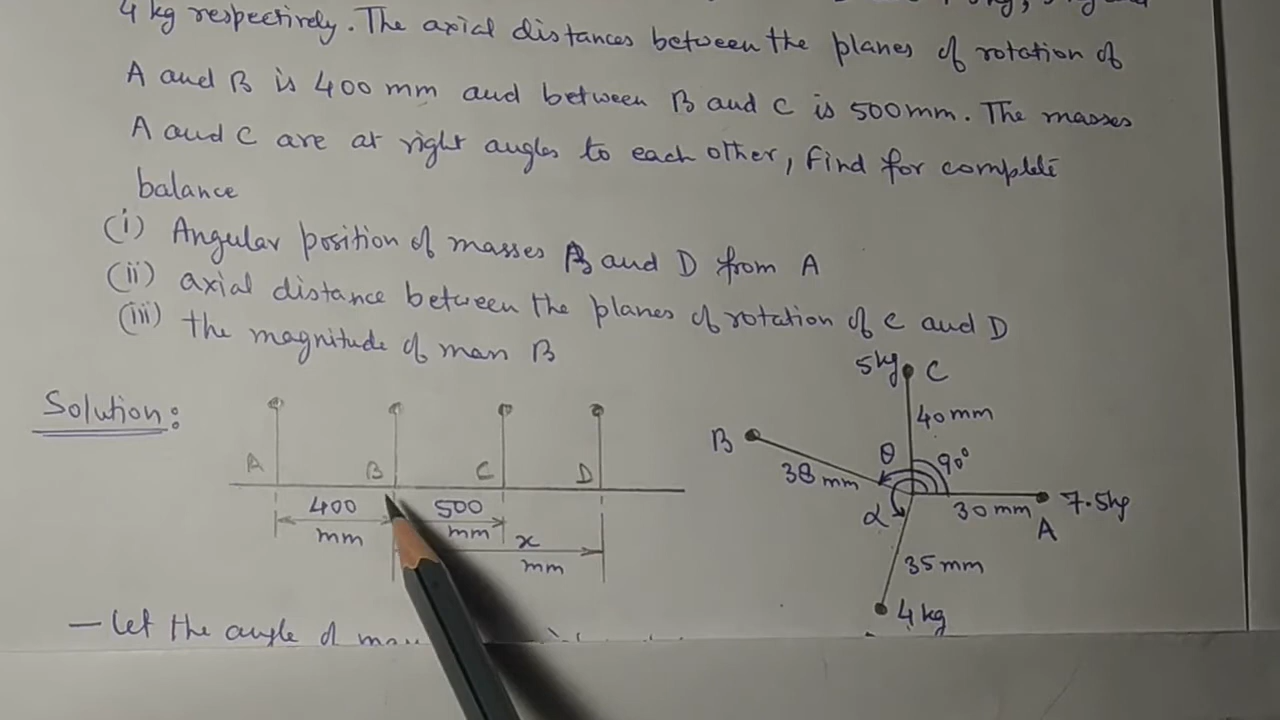 4 kg respectively. The axial distances between the planes of rotation of
A and B is 400 mm and between B and C is 500mm. The masses
A and C are at right angles to each other, Find for complete
balance
(i) Angular position of masses B and D from A
(ii) axial distance between the planes of rotation of C and D
(iii) the magnitude of mass B
Solution:
A B C D
400 mm
500 mm
x mm
5kg C
40mm
B
38 mm
θ
90°
α
30 mm
7.5kg
A
35 mm
4 kg
— Let the angle of